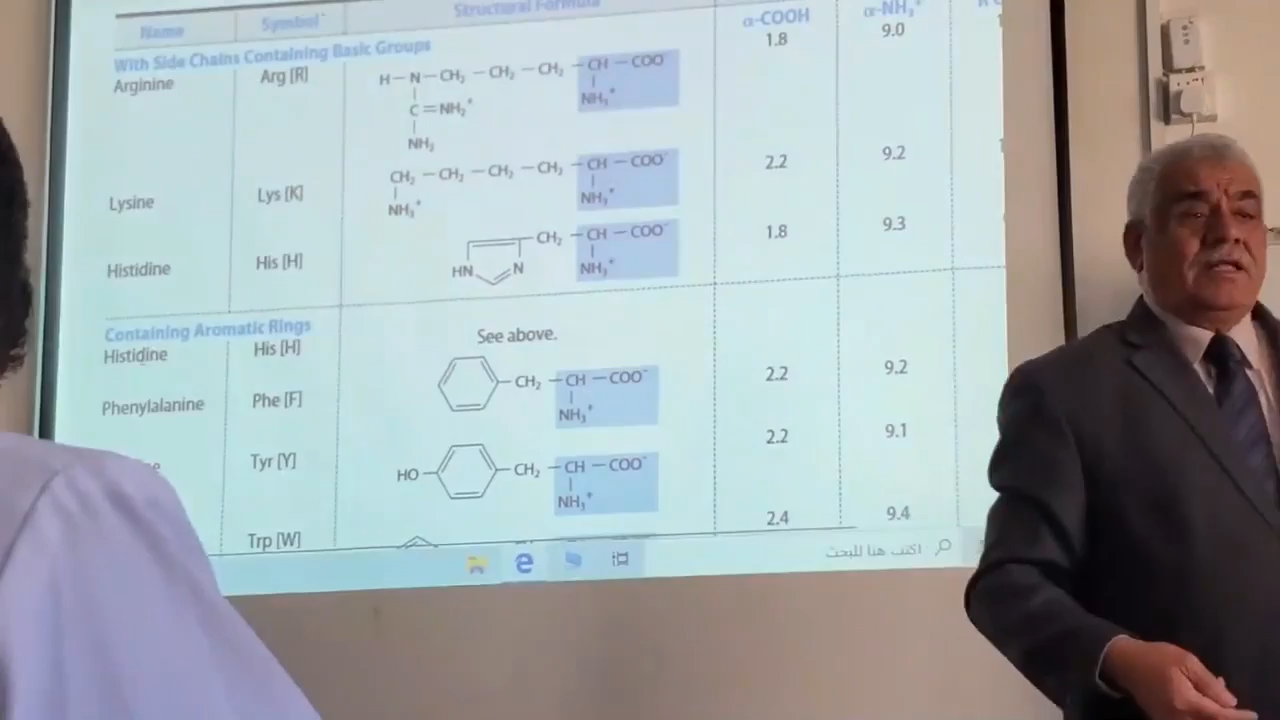 Name Symbol Structural Formula α-COOH α-NH₃⁺
With Side Chains Containing Basic Groups
Arginine Arg [R] H—N—CH₂—CH₂—CH₂—CH—COO⁻ 1.8 9.0
NH₃⁺
C=NH₂⁺
NH₂
Lysine Lys [K] CH₂—CH₂—CH₂—CH₂—CH—COO⁻ 2.2 9.2
NH₃⁺ NH₃⁺
Histidine His [H] CH₂—CH—COO⁻ 1.8 9.3
HN N NH₃⁺
Containing Aromatic Rings
Histidine His [H] See above.
Phenylalanine Phe [F] CH₂—CH—COO⁻ 2.2 9.2
NH₃⁺
Tyr [Y] HO CH₂—CH—COO⁻ 2.2 9.1
NH₃⁺
Trp [W] 2.4 9.4
اكتب هنا للبحث